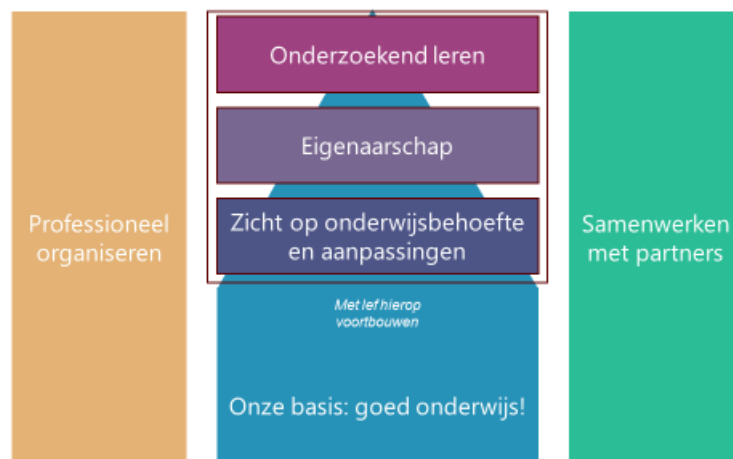 Onderzoekend leren
Eigenaarschap
Zicht op onderwijsbehoefte
en aanpassingen
Professioneel
organiseren
Samenwerken
met partners
Met lef hierop
voortbouwen
Onze basis: goed onderwijs!